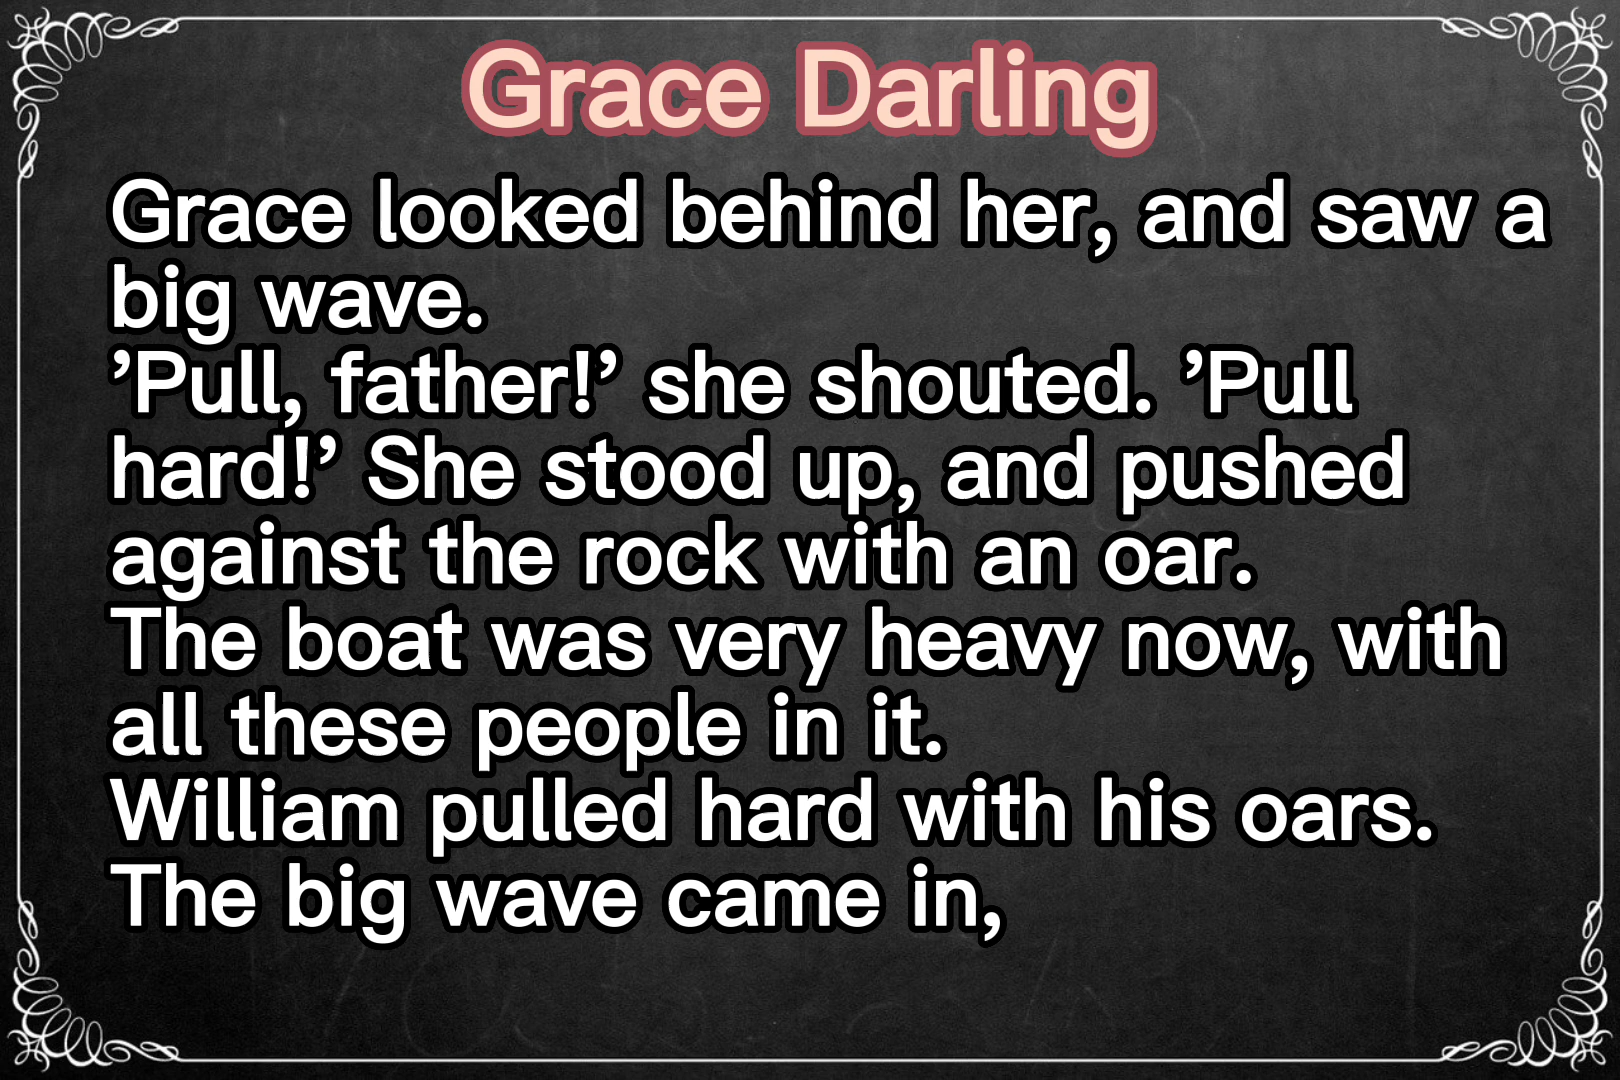 Grace Darling
Grace looked behind her, and saw a
big wave.
’Pull, father!’ she shouted. ’Pull
hard!’ She stood up, and pushed
against the rock with an oar.
The boat was very heavy now, with
all these people in it.
William pulled hard with his oars.
The big wave came in,